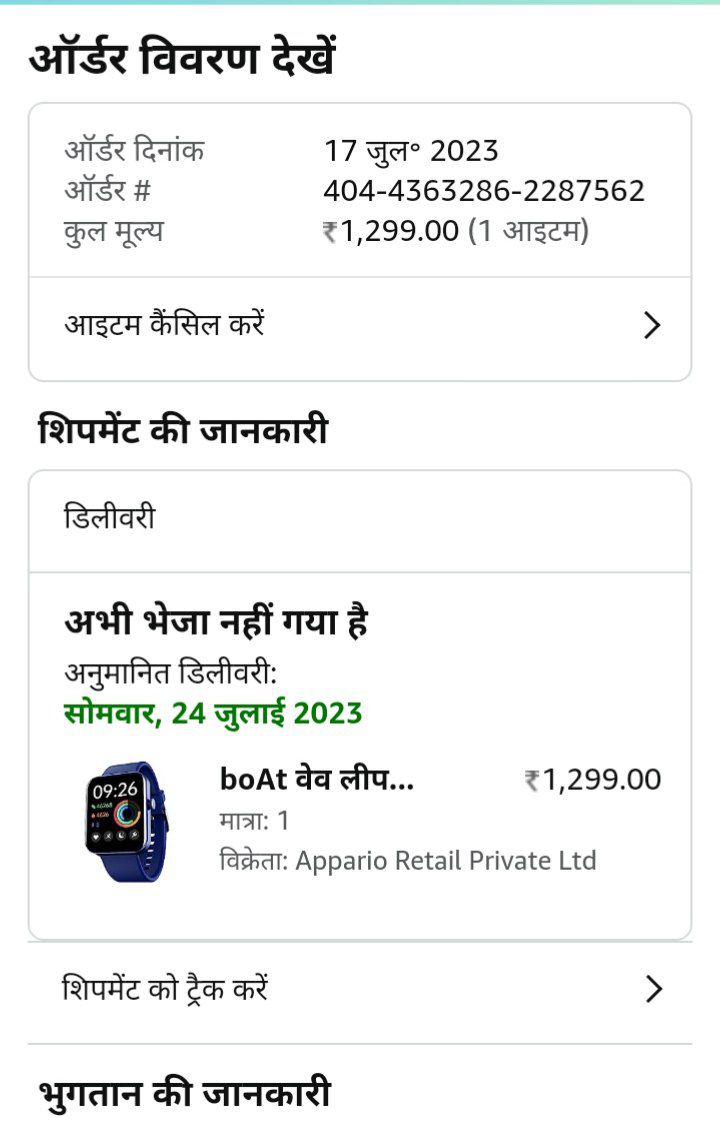 ऑर्डर विवरण देखें
ऑर्डर दिनांक 17 जुल॰ 2023
ऑर्डर # 404-4363286-2287562
कुल मूल्य ₹1,299.00 (1 आइटम)
आइटम कैंसिल करें
शिपमेंट की जानकारी
डिलीवरी
अभी भेजा नहीं गया है
अनुमानित डिलीवरी:
सोमवार, 24 जुलाई 2023
09:26
boAt वेव लीप... ₹1,299.00
मात्रा: 1
विक्रेता: Appario Retail Private Ltd
शिपमेंट को ट्रैक करें
भुगतान की जानकारी